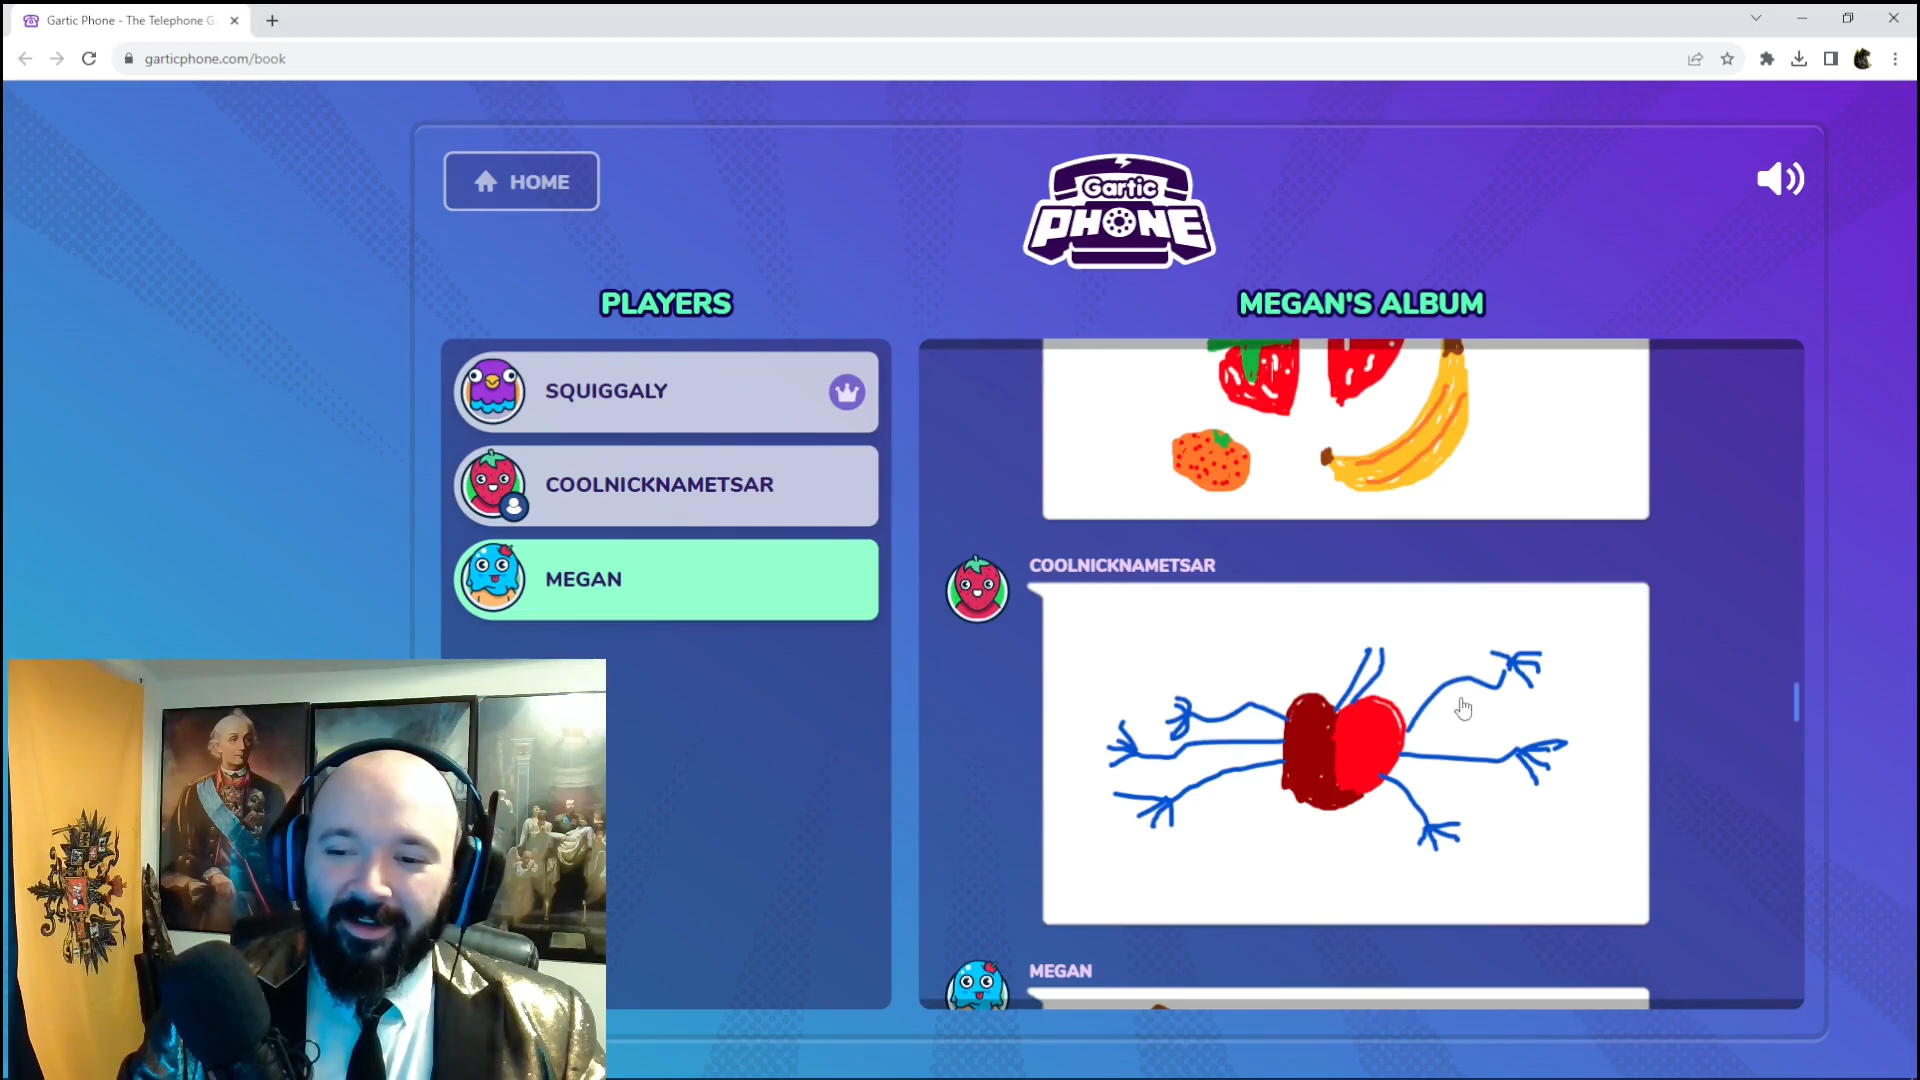 Gartic Phone - The Telephone G
garticphone.com/book
HOME
Gartic
PHONE
PLAYERS
SQUIGGALY
COOLNICKNAMETSAR
MEGAN
MEGAN'S ALBUM
COOLNICKNAMETSAR
MEGAN